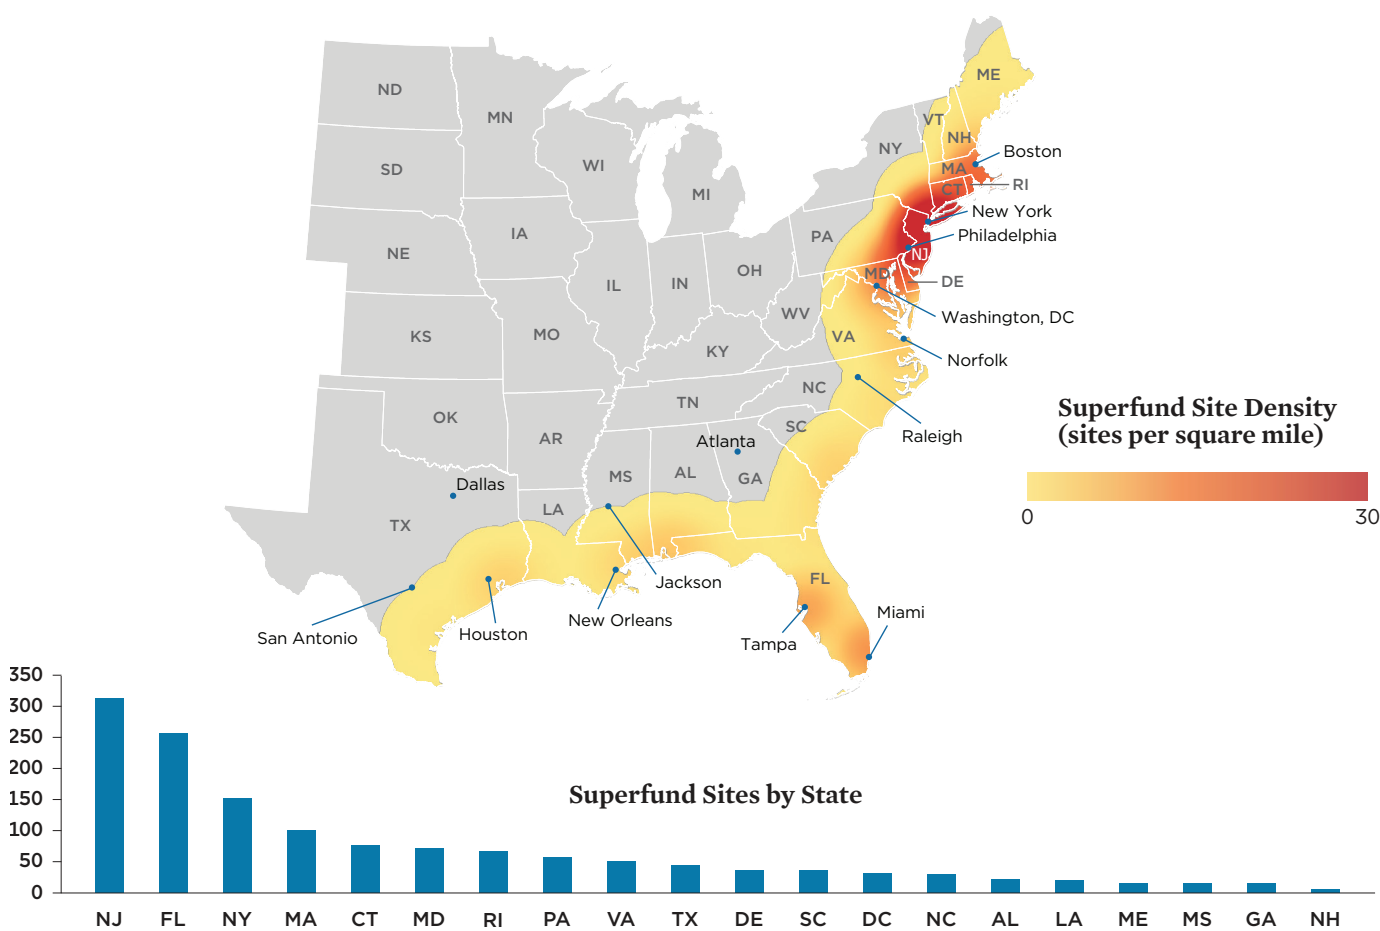 ND
MN
ME
VT
NH
NY
Boston
SD
WI
MI
MA
CT
RI
New York
IA
PA
Philadelphia
NE
IL
IN
OH
NJ
MD
DE
WV
Washington, DC
KS
MO
KY
VA
Norfolk
OK
TN
NC
AR
SC
Raleigh
Atlanta
Superfund Site Density
(sites per square mile)
0
30
Dallas
MS
AL
GA
TX
LA
Jackson
FL
San Antonio
Houston
New Orleans
Tampa
Miami
Superfund Sites by State
350
300
250
200
150
100
50
0
NJ FL NY MA CT MD RI PA VA TX DE SC DC NC AL LA ME MS GA NH